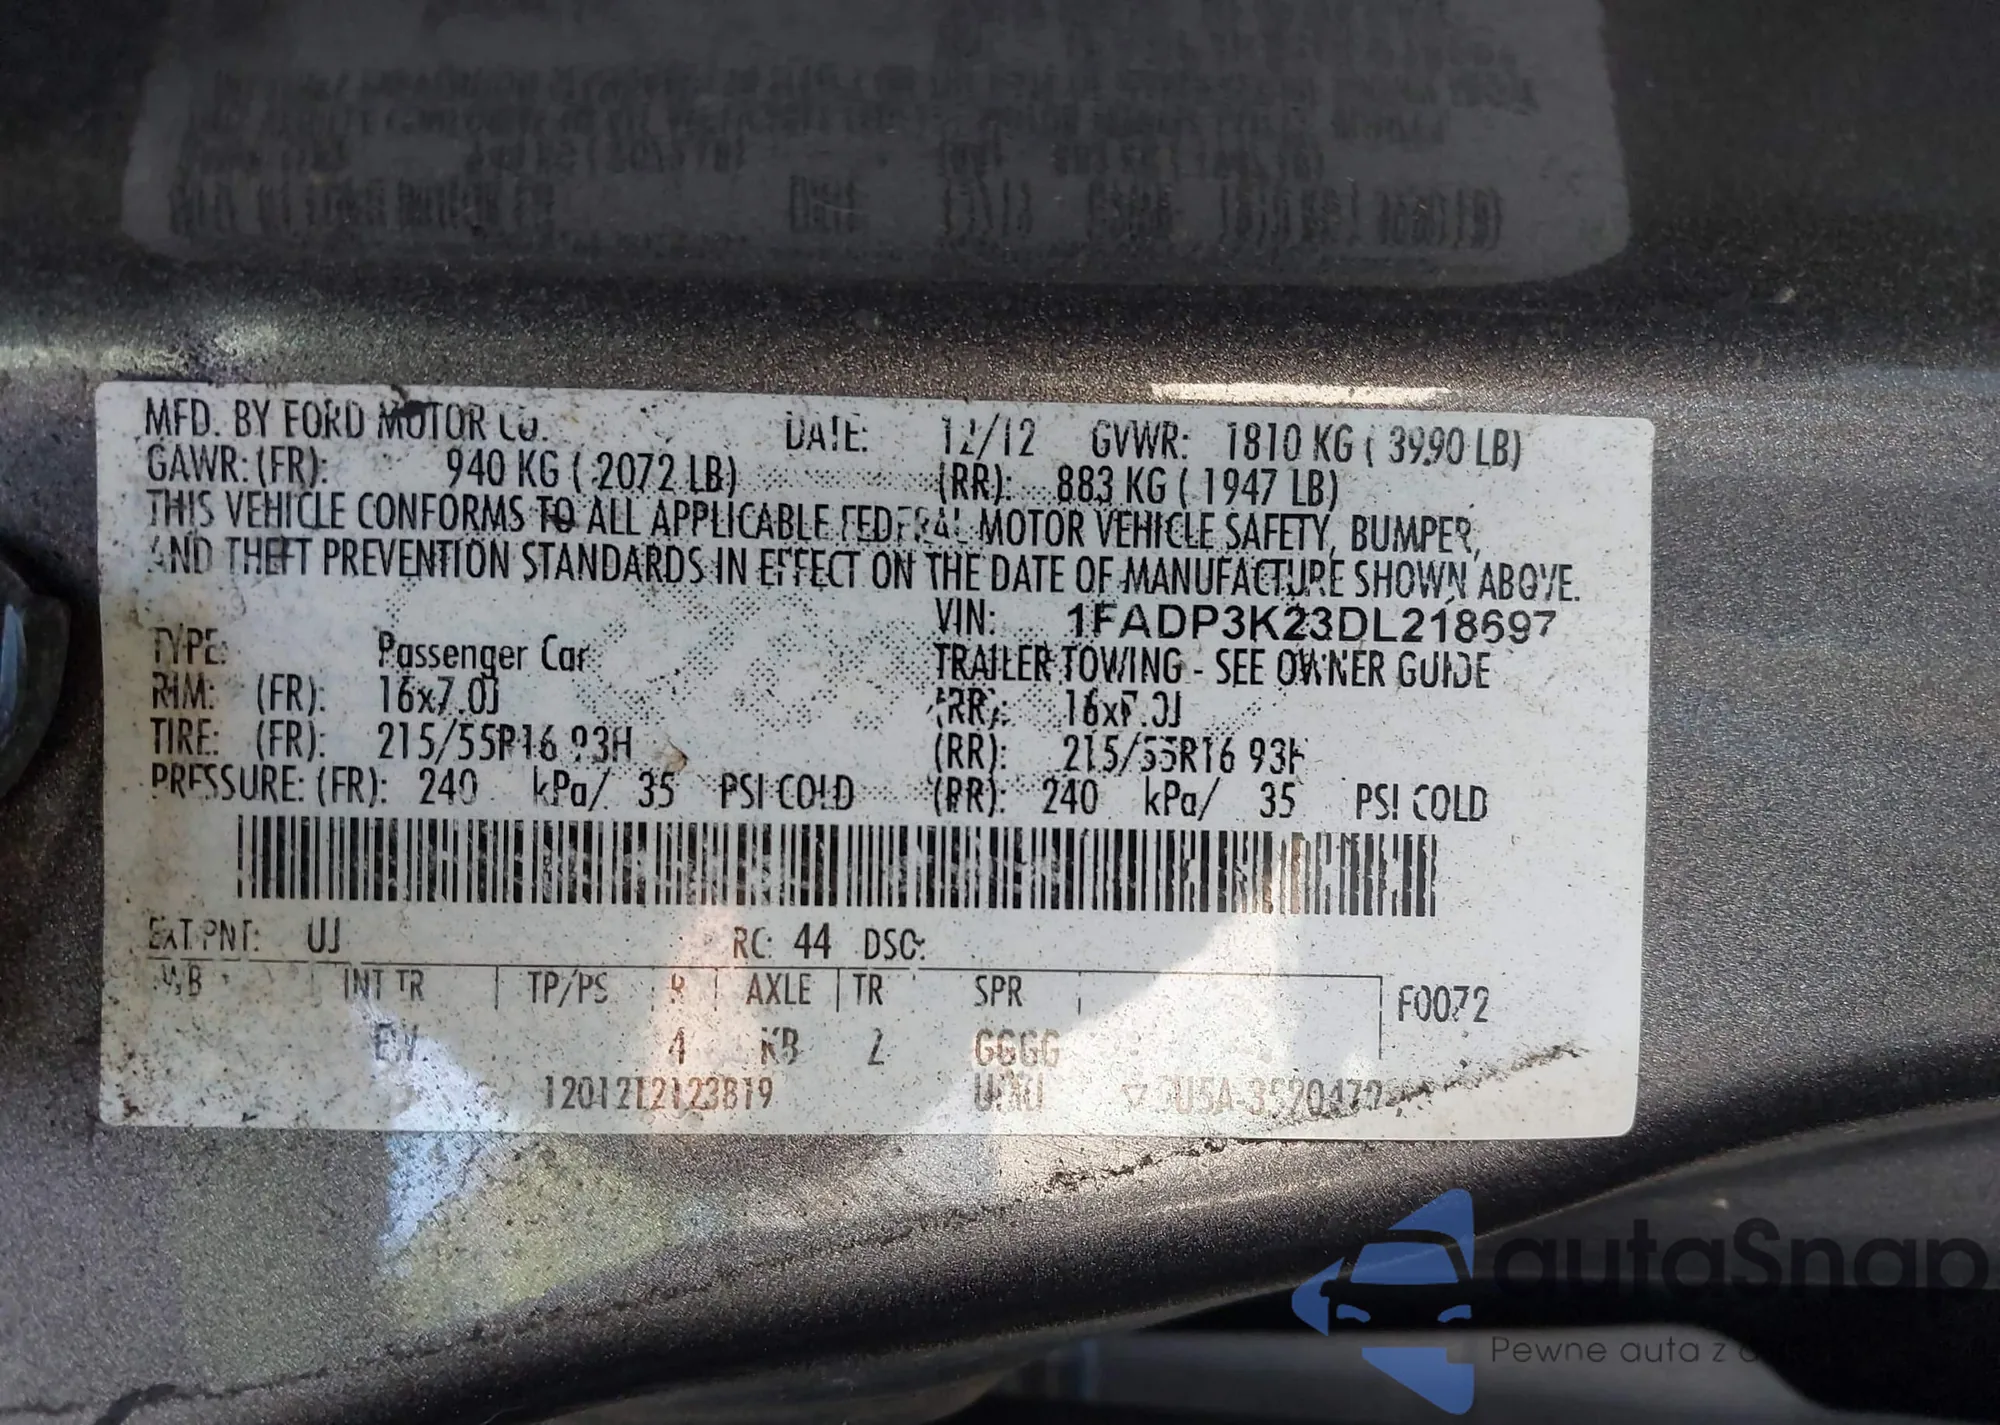 MFD. BY FORD MOTOR CO. DATE: 12/12 GVWR: 1810 KG ( 3990 LB)
GAWR: (FR): 940 KG ( 2072 LB) (RR): 883 KG ( 1947 LB)
THIS VEHICLE CONFORMS TO ALL APPLICABLE FEDERAL MOTOR VEHICLE SAFETY, BUMPER,
AND THEFT PREVENTION STANDARDS IN EFFECT ON THE DATE OF MANUFACTURE SHOWN ABOVE.
VIN: 1FADP3K23DL218697
TYPE: Passenger Car TRAILER TOWING - SEE OWNER GUIDE
RIM: (FR): 16x7.0J (RR): 16x7.0J
TIRE: (FR): 215/55R16 93H (RR): 215/55R16 93H
PRESSURE: (FR): 240 kPa/ 35 PSI COLD (RR): 240 kPa/ 35 PSI COLD
EXT PNT: UJ RC: 44 DSO:
WB INT TR TP/PS R AXLE TR SPR F0072
4 KB 2 GGGG
1201212123819
autaSnap
Pewne auta z